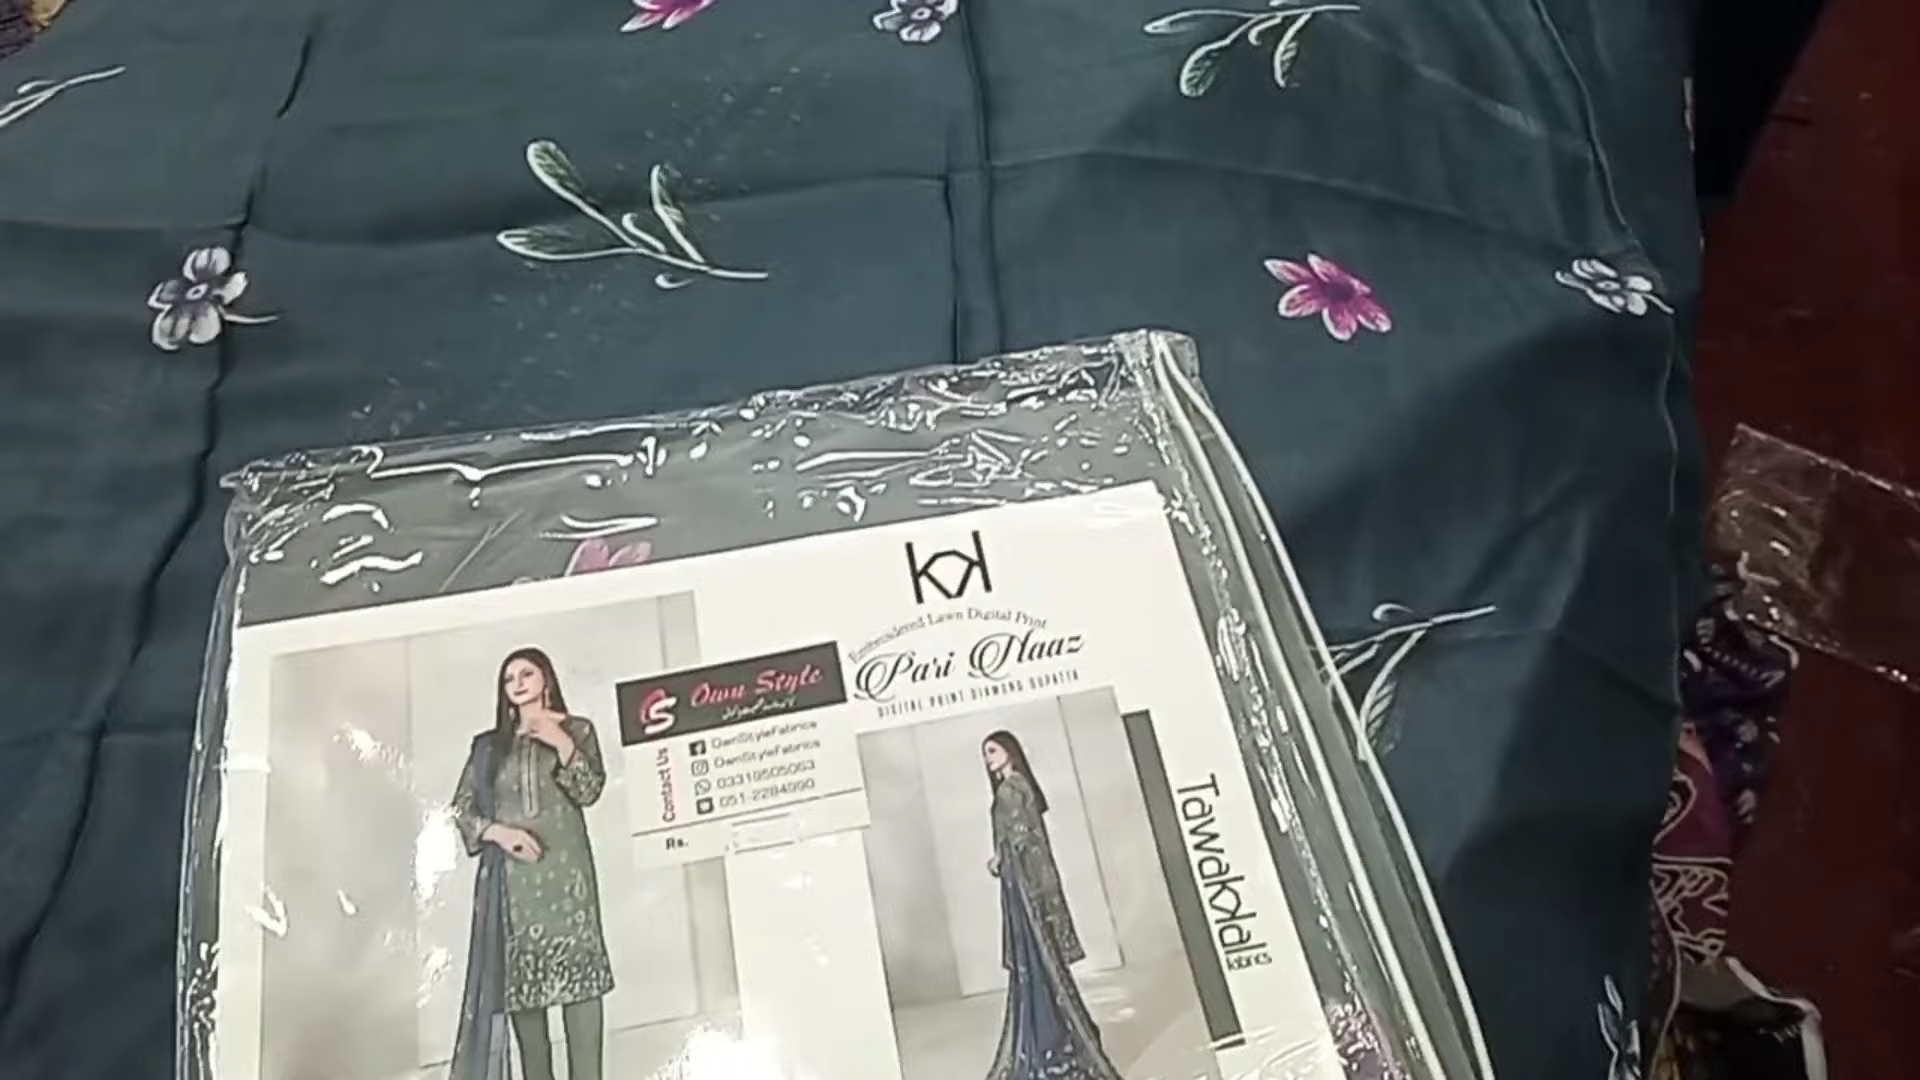 kk
Embroidered Lawn Digital Print
Pari Naaz
DIGITAL PRINT DIAMOND DUPATTA
Own Style
Contact Us
OwnStyleFabrics
OwnStyleFabrics
051-2284990
Rs.
Tawakkal
fabrics